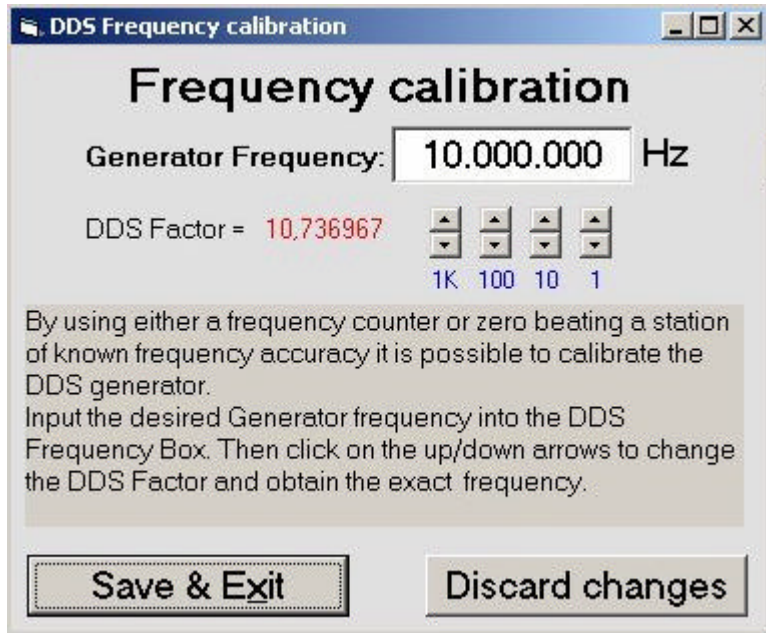 DDS Frequency calibration
Frequency calibration
Generator Frequency: 10.000.000 Hz
DDS Factor = 10,736967
1K 100 10 1
By using either a frequency counter or zero beating a station
of known frequency accuracy it is possible to calibrate the
DDS generator.
Input the desired Generator frequency into the DDS
Frequency Box. Then click on the up/down arrows to change
the DDS Factor and obtain the exact frequency.
Save & Exit Discard changes